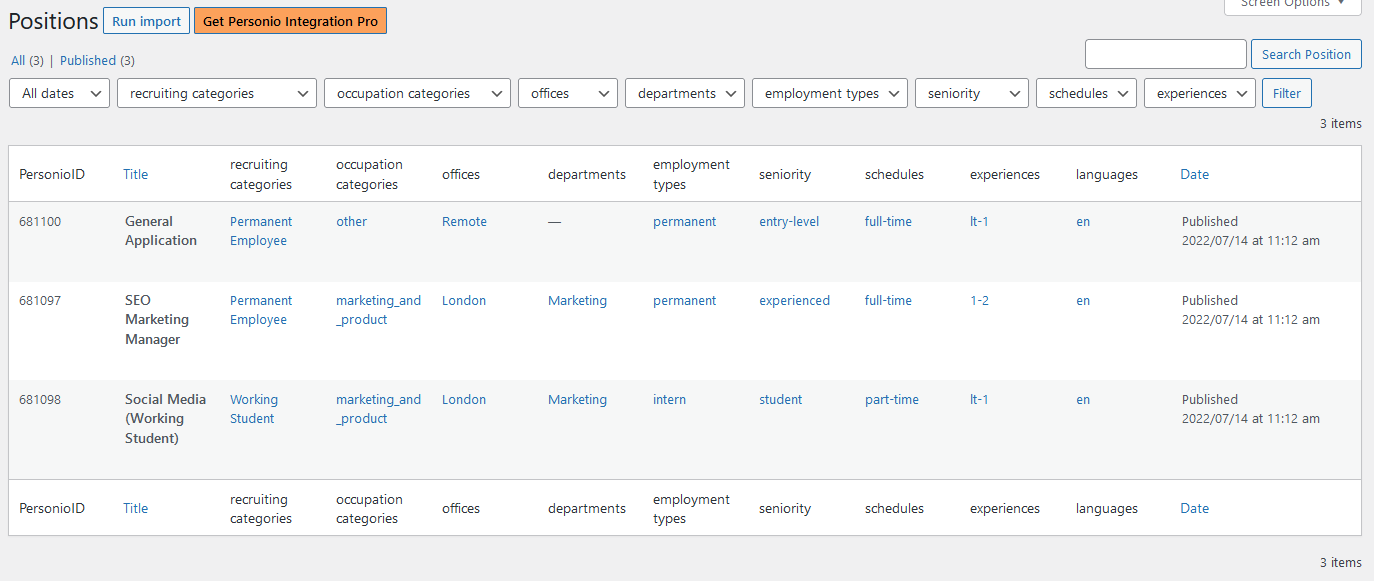 Screen Options
Positions Run import Get Personio Integration Pro
All (3) | Published (3)
Search Position
All dates recruiting categories occupation categories offices departments employment types seniority schedules experiences Filter
3 items
PersonioID Title recruiting categories occupation categories offices departments employment types seniority schedules experiences languages Date
681100 General Application Permanent Employee other Remote — permanent entry-level full-time lt-1 en Published 2022/07/14 at 11:12 am
681097 SEO Marketing Manager Permanent Employee marketing_and_product London Marketing permanent experienced full-time 1-2 en Published 2022/07/14 at 11:12 am
681098 Social Media (Working Student) Working Student marketing_and_product London Marketing intern student part-time lt-1 en Published 2022/07/14 at 11:12 am
PersonioID Title recruiting categories occupation categories offices departments employment types seniority schedules experiences languages Date
3 items